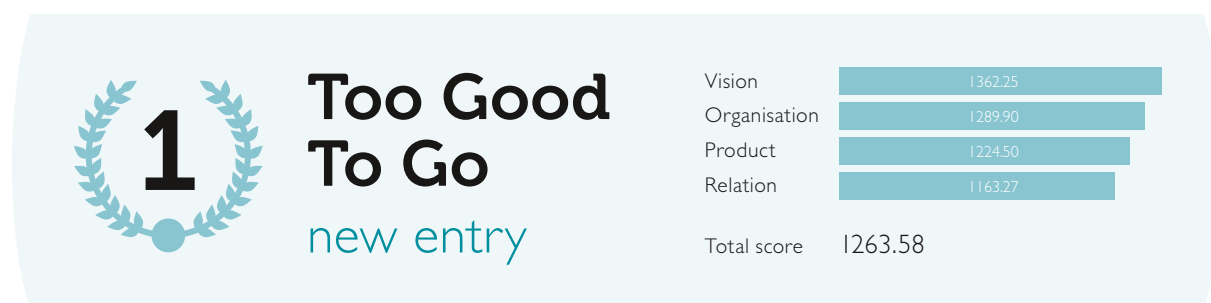 1
Too Good
To Go
new entry
Vision 1362.25
Organisation 1289.90
Product 1224.50
Relation 1163.27
Total score 1263.58